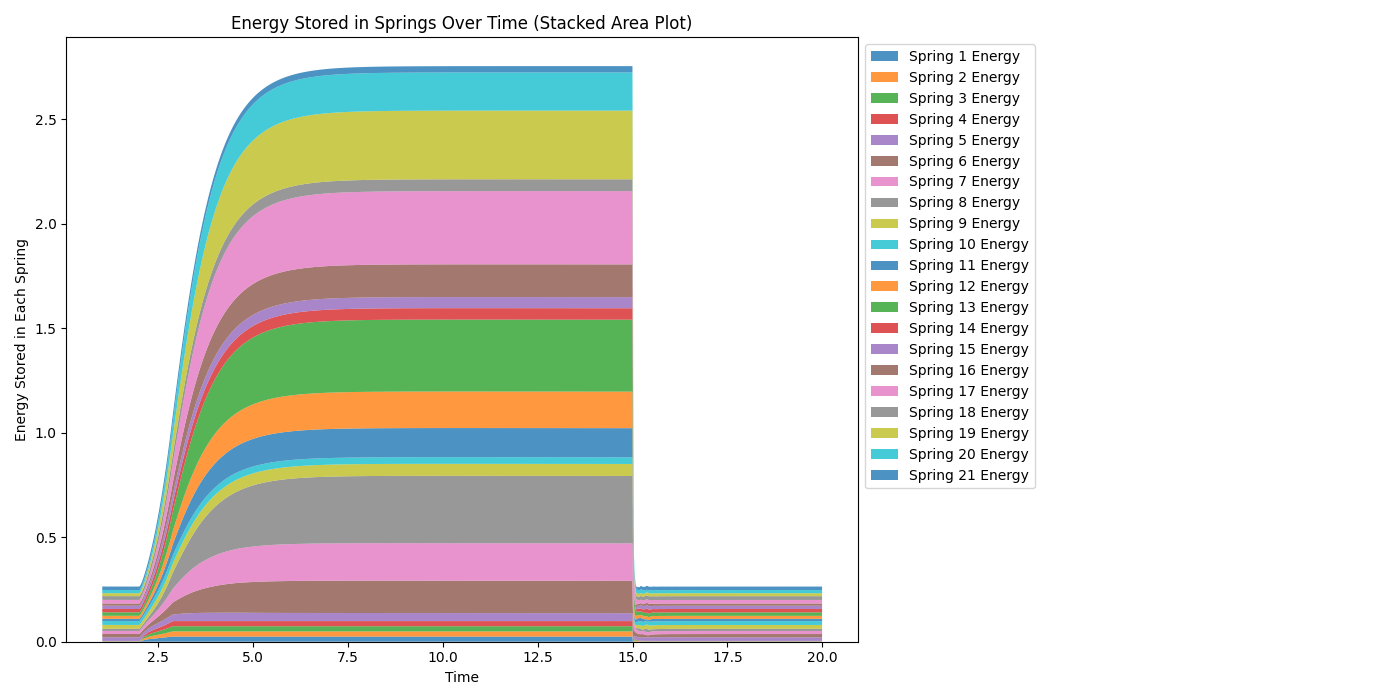 Energy Stored in Springs Over Time (Stacked Area Plot)
Energy Stored in Each Spring
2.5
2.0
1.5
1.0
0.5
0.0
2.5
5.0
7.5
10.0
12.5
15.0
17.5
20.0
Time
Spring 1 Energy
Spring 2 Energy
Spring 3 Energy
Spring 4 Energy
Spring 5 Energy
Spring 6 Energy
Spring 7 Energy
Spring 8 Energy
Spring 9 Energy
Spring 10 Energy
Spring 11 Energy
Spring 12 Energy
Spring 13 Energy
Spring 14 Energy
Spring 15 Energy
Spring 16 Energy
Spring 17 Energy
Spring 18 Energy
Spring 19 Energy
Spring 20 Energy
Spring 21 Energy